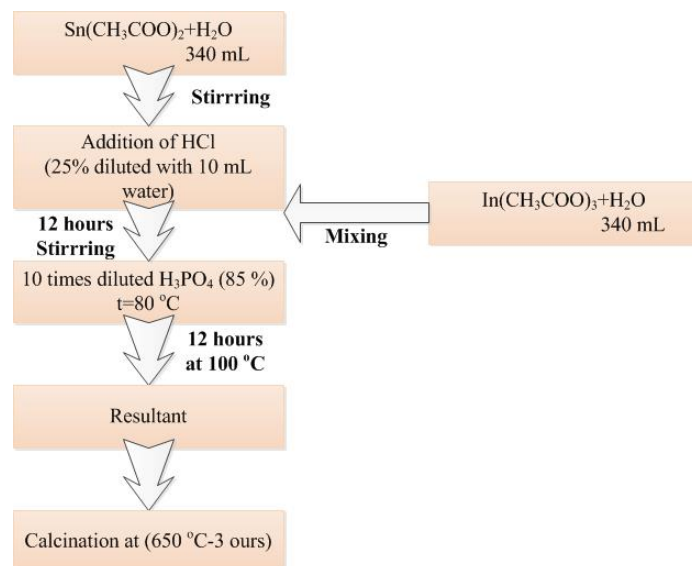 Sn(CH₃COO)₂+H₂O
340 mL
Stirrring
Addition of HCl
(25% diluted with 10 mL
water)
In(CH₃COO)₃+H₂O
340 mL
Mixing
12 hours
Stirrring
10 times diluted H₃PO₄ (85 %)
t=80 °C
12 hours
at 100 °C
Resultant
Calcination at (650 °C-3 ours)